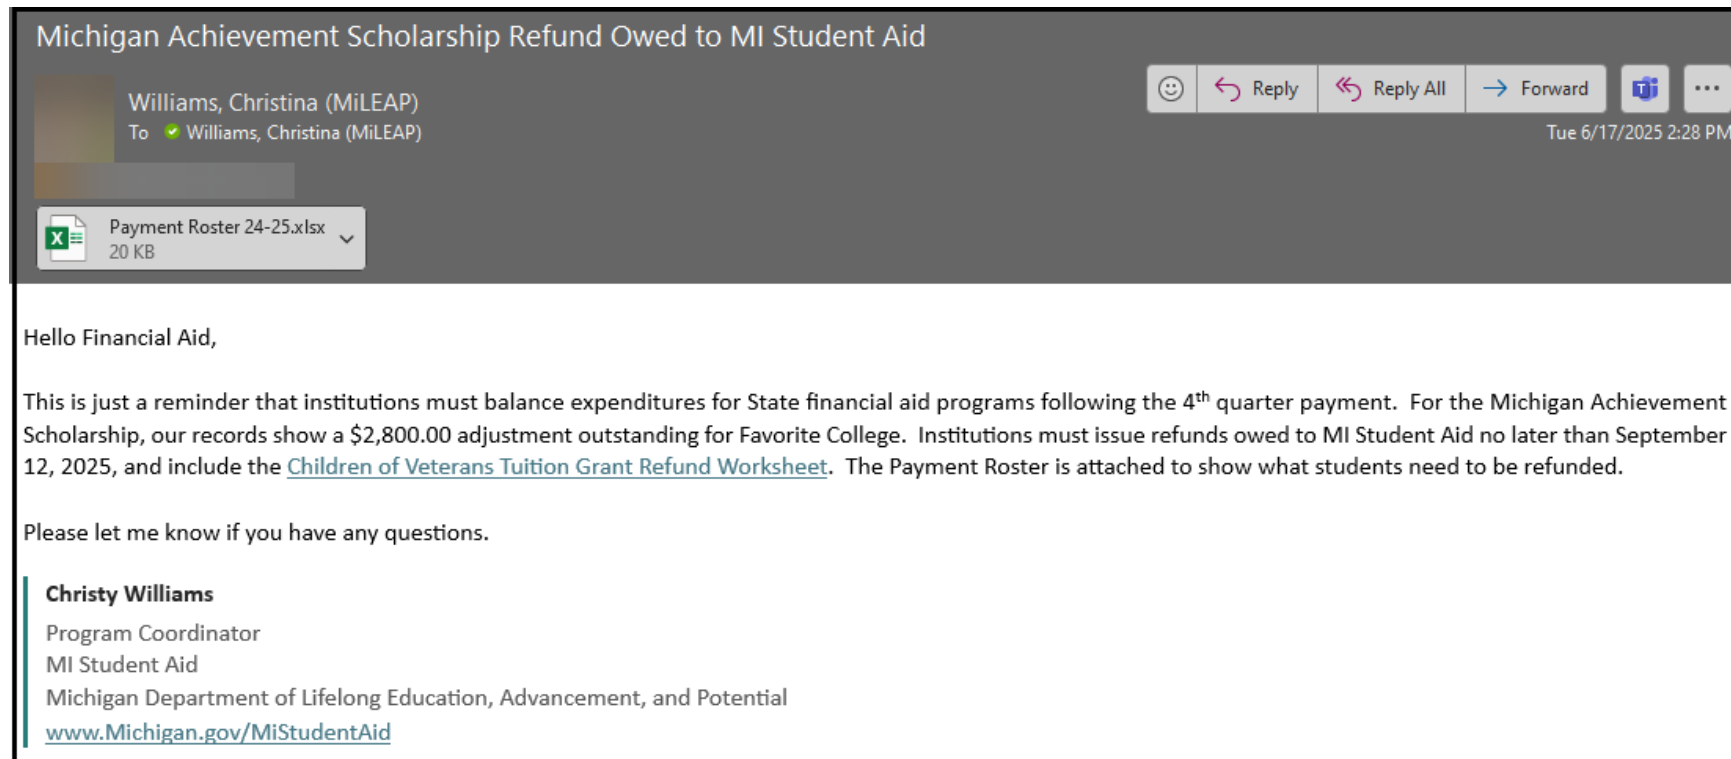 Michigan Achievement Scholarship Refund Owed to MI Student Aid
Williams, Christina (MiLEAP)
To Williams, Christina (MiLEAP)
Reply
Reply All
Forward
Tue 6/17/2025 2:28 PM
Payment Roster 24-25.xlsx
20 KB
Hello Financial Aid,
This is just a reminder that institutions must balance expenditures for State financial aid programs following the 4th quarter payment.  For the Michigan Achievement
Scholarship, our records show a $2,800.00 adjustment outstanding for Favorite College.  Institutions must issue refunds owed to MI Student Aid no later than September
12, 2025, and include the Children of Veterans Tuition Grant Refund Worksheet.  The Payment Roster is attached to show what students need to be refunded.
Please let me know if you have any questions.
Christy Williams
Program Coordinator
MI Student Aid
Michigan Department of Lifelong Education, Advancement, and Potential
www.Michigan.gov/MiStudentAid